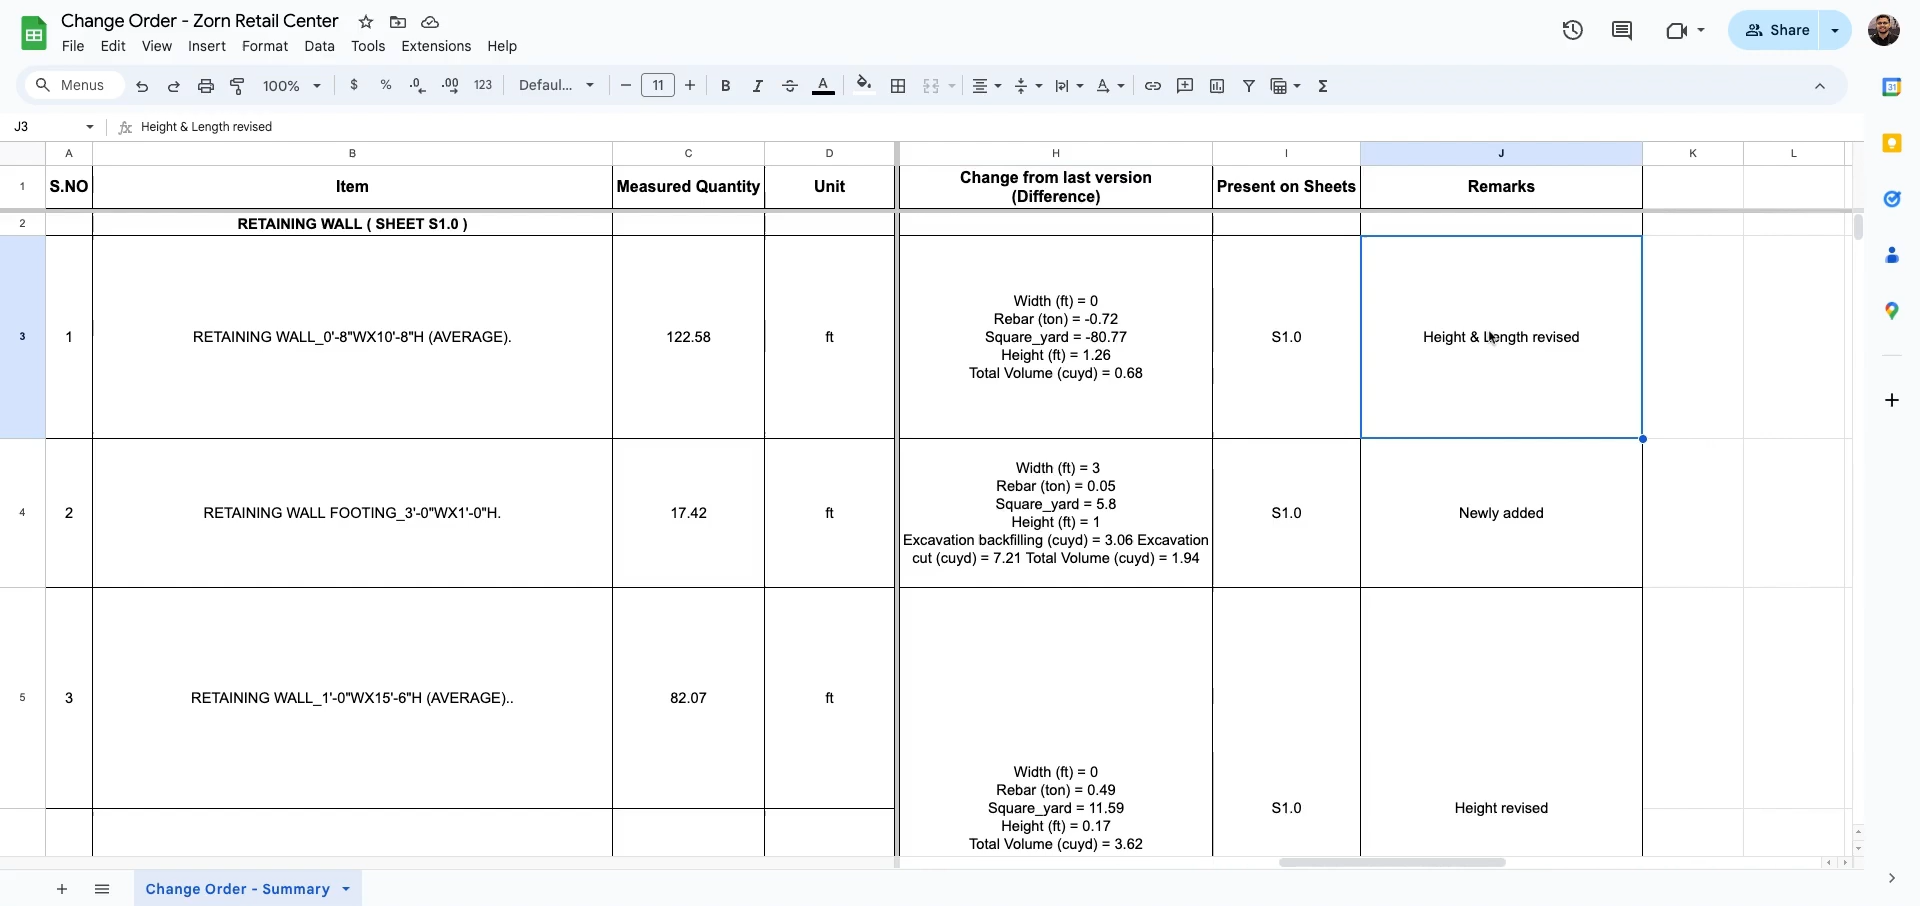 Change Order - Zorn Retail Center
File Edit View Insert Format Data Tools Extensions Help
Share
Menus 100% $ % .0 .00 123 Defaul... − 11 + B I A
J3 Height & Length revised
A B C D H I J K L
1 S.NO Item Measured Quantity Unit Change from last version
(Difference) Present on Sheets Remarks
2 RETAINING WALL ( SHEET S1.0 )
Width (ft) = 0
Rebar (ton) = -0.72
3 1 RETAINING WALL_0'-8"WX10'-8"H (AVERAGE). 122.58 ft Square_yard = -80.77 S1.0 Height & Length revised
Height (ft) = 1.26
Total Volume (cuyd) = 0.68
Width (ft) = 3
Rebar (ton) = 0.05
Square_yard = 5.8
4 2 RETAINING WALL FOOTING_3'-0"WX1'-0"H. 17.42 ft S1.0 Newly added
Height (ft) = 1
Excavation backfilling (cuyd) = 3.06 Excavation
cut (cuyd) = 7.21 Total Volume (cuyd) = 1.94
5 3 RETAINING WALL_1'-0"WX15'-6"H (AVERAGE).. 82.07 ft
Width (ft) = 0
Rebar (ton) = 0.49
Square_yard = 11.59 S1.0 Height revised
Height (ft) = 0.17
Total Volume (cuyd) = 3.62
Change Order - Summary
31